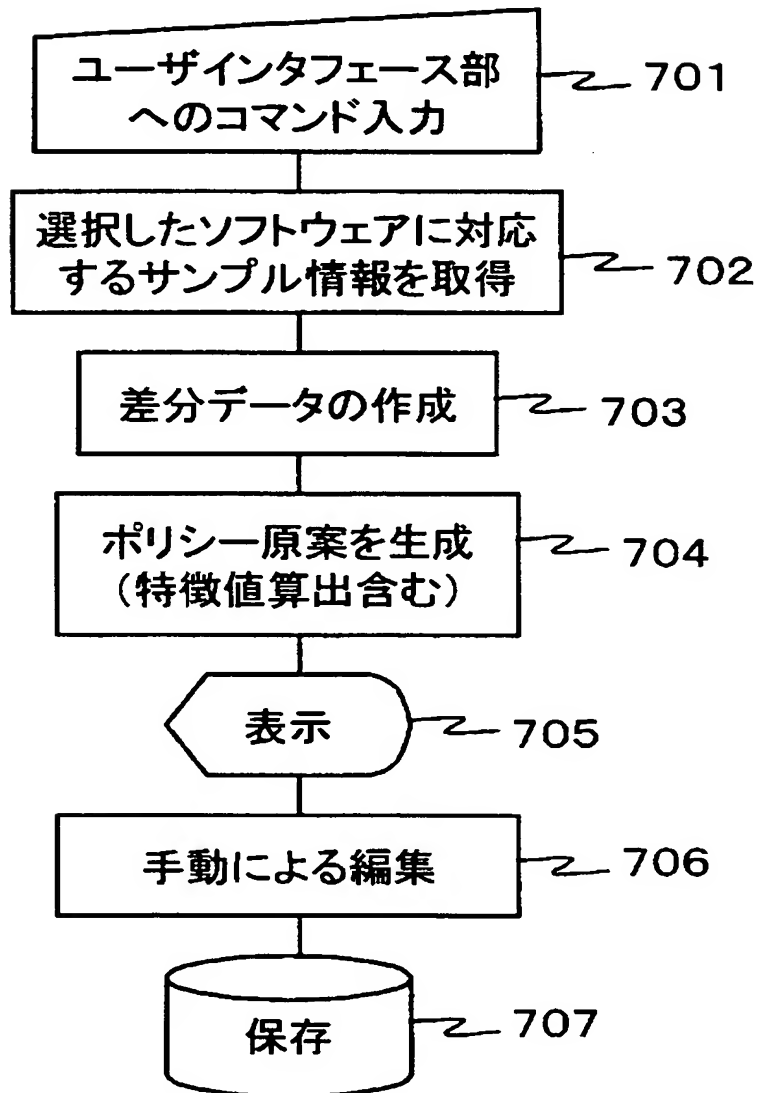 ユーザインタフェース部
へのコマンド入力
701
選択したソフトウェアに対応
するサンプル情報を取得
702
差分データの作成
703
ポリシー原案を生成
(特徴値算出含む)
704
表示
705
手動による編集
706
保存
707